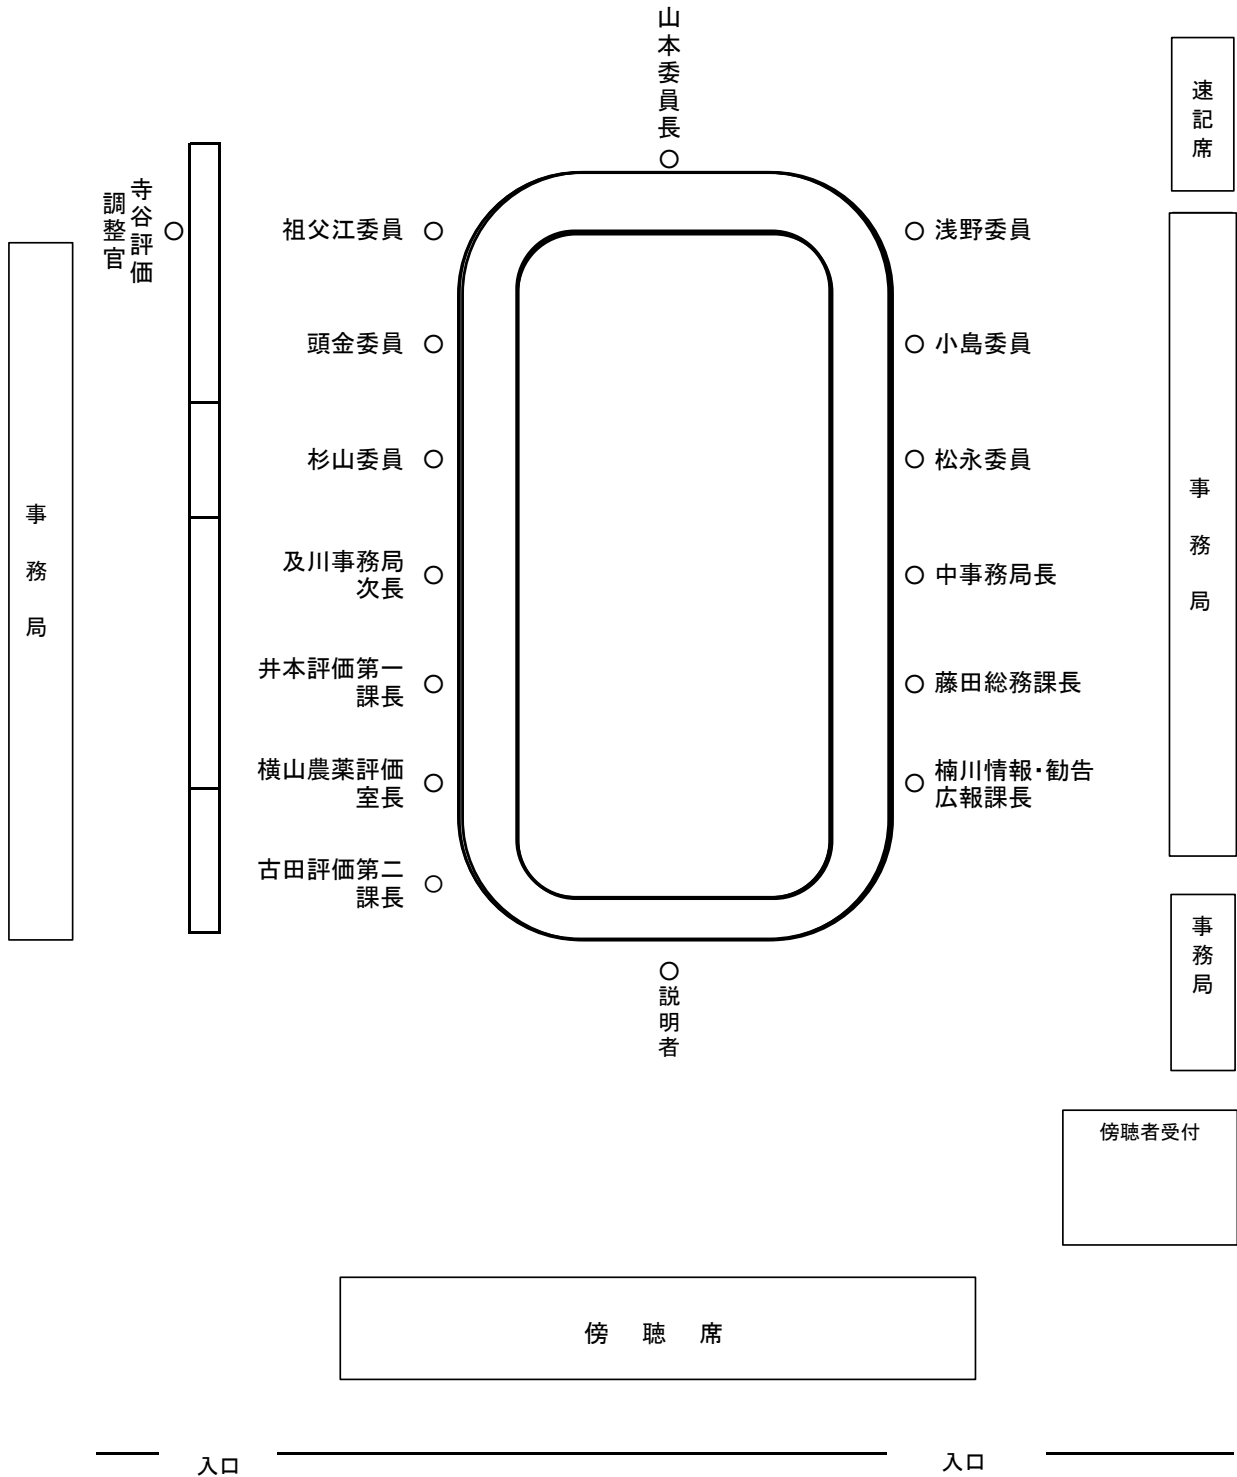 山本委員長
速記席
寺谷評価
調整官
祖父江委員
浅野委員
頭金委員
小島委員
杉山委員
松永委員
事務局
事務局
及川事務局
次長
中事務局長
井本評価第一
課長
藤田総務課長
横山農薬評価
室長
楠川情報・勧告
広報課長
古田評価第二
課長
事務局
説明者
傍聴者受付
傍 聴 席
入口
入口